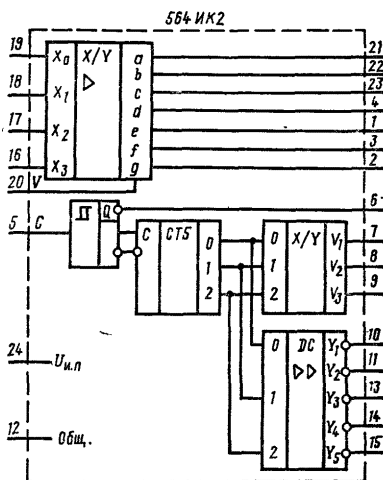 564 ИК2
19 X₀ X/Y a 21
b 22
18 X₁ ▷ c 23
d 4
17 X₂ e 1
f 3
16 X₃ g 2
20 V
Q 6
5 C
C CT5 0 0 X/Y V₁ 7
1 1 V₂ 8
2 2 V₃ 9
0 DC Y₁ 10
▷▷ Y₂ 11
24 Uи.п 1 Y₃ 13
Y₄ 14
12 Общ. 2 Y₅ 15